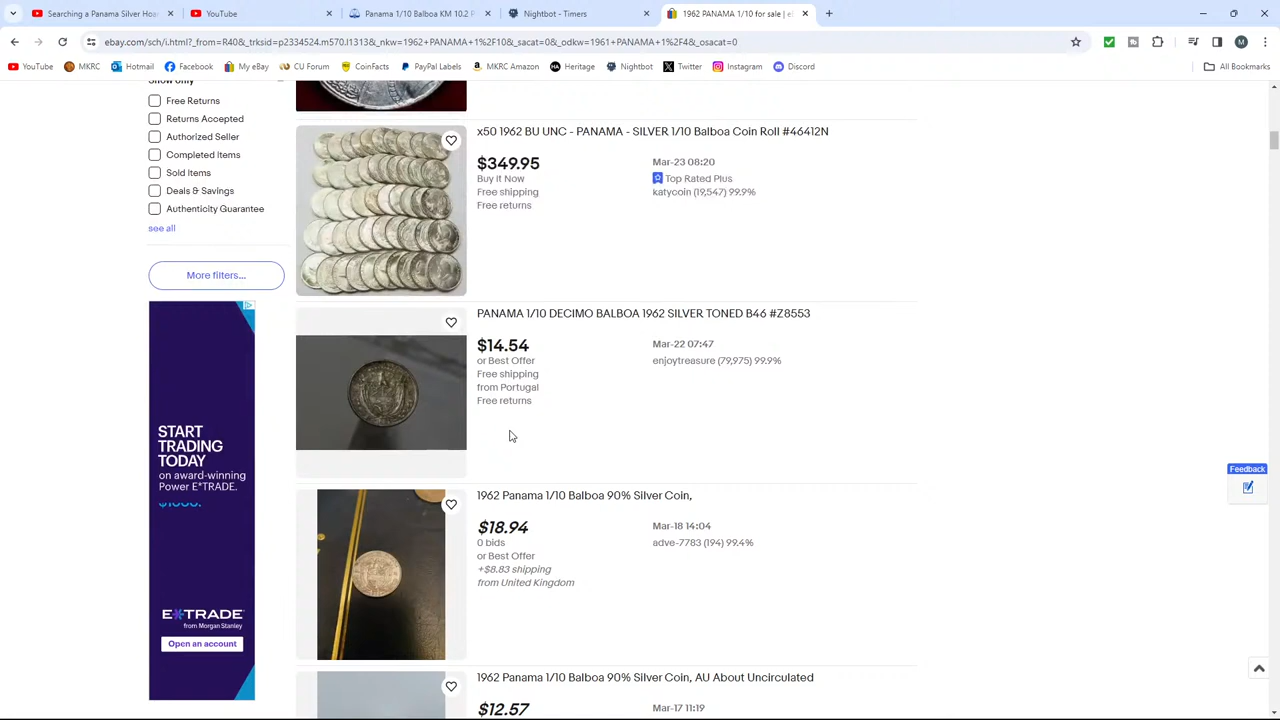 Searching a Panama Silver Hoar
YouTube
Panama 1/10 Balboa KM 10.2 P
Nightbot - Timers
1962 PANAMA 1/10 for sale | e
ebay.com/sch/i.html?_from=R40&_trksid=p2334524.m570.l1313&_nkw=1962+PANAMA+1%2F10&_sacat=0&_odkw=1961+PANAMA+1%2F4&_osacat=0
M
YouTube
MKRC
Hotmail
Facebook
My eBay
CU Forum
CoinFacts
PayPal Labels
MKRC Amazon
Heritage
Nightbot
Twitter
Instagram
Discord
All Bookmarks
Show only
Free Returns
Returns Accepted
Authorized Seller
Completed Items
Sold Items
Deals & Savings
Authenticity Guarantee
see all
More filters...
START
TRADING
TODAY
on award-winning
Power E*TRADE.
E*TRADE
from Morgan Stanley
Open an account
x50 1962 BU UNC - PANAMA - SILVER 1/10 Balboa Coin Roll #46412N
$349.95
Buy It Now
Free shipping
Free returns
Mar-23 08:20
Top Rated Plus
katycoin (19,547) 99.9%
PANAMA 1/10 DECIMO BALBOA 1962 SILVER TONED B46 #Z8553
$14.54
or Best Offer
Free shipping
from Portugal
Free returns
Mar-22 07:47
enjoytreasure (79,975) 99.9%
1962 Panama 1/10 Balboa 90% Silver Coin,
$18.94
0 bids
or Best Offer
+$8.83 shipping
from United Kingdom
Mar-18 14:04
adve-7783 (194) 99.4%
1962 Panama 1/10 Balboa 90% Silver Coin, AU About Uncirculated
$12.57
Mar-17 11:19
Feedback